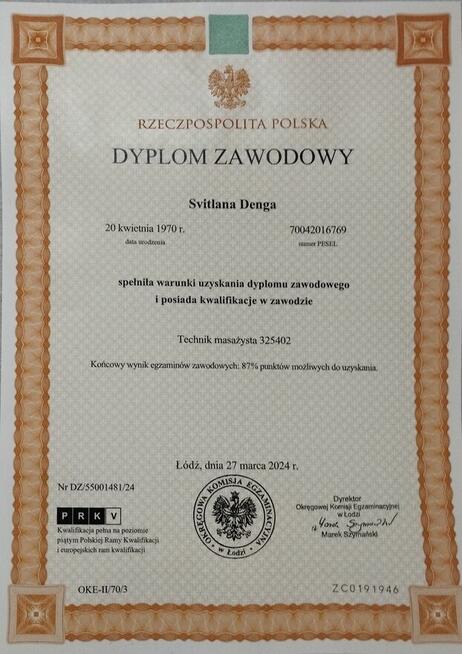 RZECZPOSPOLITA POLSKA
DYPLOM ZAWODOWY
Svitlana Denga
20 kwietnia 1970 r.
data urodzenia
70042016769
numer PESEL
spełniła warunki uzyskania dyplomu zawodowego
i posiada kwalifikacje w zawodzie
Technik masażysta 325402
Końcowy wynik egzaminów zawodowych: 87% punktów możliwych do uzyskania.
Łódź, dnia 27 marca 2024 r.
Nr DZ/55001481/24
PRKV
Kwalifikacja pełna na poziomie
piątym Polskiej Ramy Kwalifikacji
i europejskich ram kwalifikacji
OKRĘGOWA KOMISJA EGZAMINACYJNA
w Łodzi
Dyrektor
Okręgowej Komisji Egzaminacyjnej
w Łodzi
Marek Szymański
OKE-II/70/3
ZC0191946